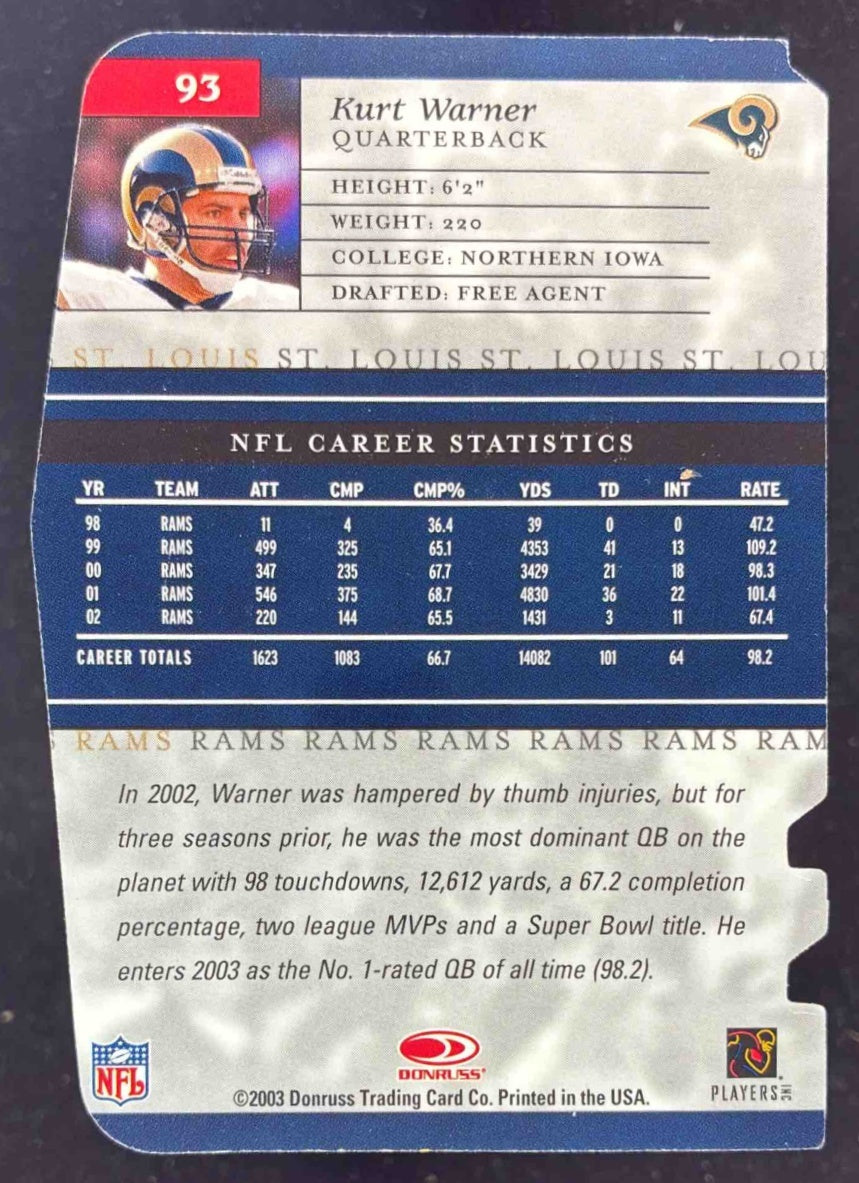 93
Kurt Warner
QUARTERBACK
HEIGHT: 6'2"
WEIGHT: 220
COLLEGE: NORTHERN IOWA
DRAFTED: FREE AGENT
ST. LOUIS ST. LOUIS ST. LOUIS ST. LOU
NFL CAREER STATISTICS
YR TEAM ATT CMP CMP% YDS TD INT RATE
98 RAMS 11 4 36.4 39 0 0 47.2
99 RAMS 499 325 65.1 4353 41 13 109.2
00 RAMS 347 235 67.7 3429 21 18 98.3
01 RAMS 546 375 68.7 4830 36 22 101.4
02 RAMS 220 144 65.5 1431 3 11 67.4
CAREER TOTALS 1623 1083 66.7 14082 101 64 98.2
RAMS RAMS RAMS RAMS RAMS RAMS RAM
In 2002, Warner was hampered by thumb injuries, but for
three seasons prior, he was the most dominant QB on the
planet with 98 touchdowns, 12,612 yards, a 67.2 completion
percentage, two league MVPs and a Super Bowl title. He
enters 2003 as the No. 1-rated QB of all time (98.2).
NFL
DONRUSS
©2003 Donruss Trading Card Co. Printed in the USA.
PLAYERS INC